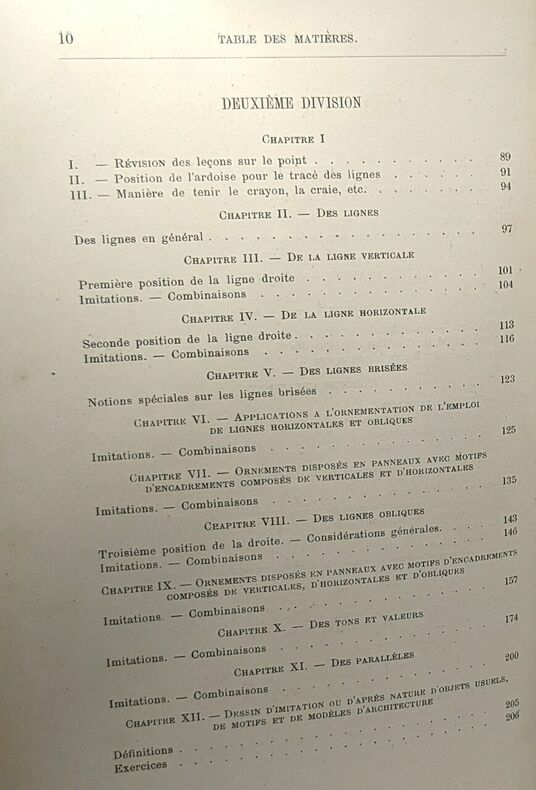 10 TABLE DES MATIÈRES.
DEUXIÈME DIVISION
CHAPITRE I
I. — RÉVISION des leçons sur le point . . . . . . . . . . . 89
II. — Position de l'ardoise pour le tracé des lignes . . . . . . 91
III. — Manière de tenir le crayon, la craie, etc. . . . . . . . 94
CHAPITRE II. — DES LIGNES
Des lignes en général . . . . . . . . . . . . . . . . . 97
CHAPITRE III. — DE LA LIGNE VERTICALE
Première position de la ligne droite . . . . . . . . . . . 101
Imitations. — Combinaisons . . . . . . . . . . . . . . 104
CHAPITRE IV. — DE LA LIGNE HORIZONTALE
Seconde position de la ligne droite . . . . . . . . . . . . 113
Imitations. — Combinaisons . . . . . . . . . . . . . . 116
CHAPITRE V. — DES LIGNES BRISÉES
Notions spéciales sur les lignes brisées . . . . . . . . . . 123
CHAPITRE VI. — APPLICATIONS A L'ORNEMENTATION DE L'EMPLOI
DE LIGNES HORIZONTALES ET OBLIQUES
Imitations. — Combinaisons . . . . . . . . . . . . . . 125
CHAPITRE VII. — ORNEMENTS DISPOSÉS EN PANNEAUX AVEC MOTIFS
D'ENCADREMENTS COMPOSÉS DE VERTICALES ET D'HORIZONTALES
Imitations. — Combinaisons . . . . . . . . . . . . . . 135
CHAPITRE VIII. — DES LIGNES OBLIQUES
Troisième position de la droite. — Considérations générales. . . . 143
Imitations. — Combinaisons . . . . . . . . . . . . . . 146
CHAPITRE IX. — ORNEMENTS DISPOSÉS EN PANNEAUX AVEC MOTIFS D'ENCADREMENTS
COMPOSÉS DE VERTICALES, D'HORIZONTALES ET D'OBLIQUES
Imitations. — Combinaisons . . . . . . . . . . . . . . 157
CHAPITRE X. — DES TONS ET VALEURS
Imitations. — Combinaisons . . . . . . . . . . . . . . 174
CHAPITRE XI. — DES PARALLÈLES
Imitations. — Combinaisons . . . . . . . . . . . . . . 200
CHAPITRE XII. — DESSIN D'IMITATION OU D'APRÈS NATURE D'OBJETS USUELS,
DE MOTIFS ET DE MODÈLES D'ARCHITECTURE
Définitions . . . . . . . . . . . . . . . . . . . . 205
Exercices . . . . . . . . . . . . . . . . . . . . 206